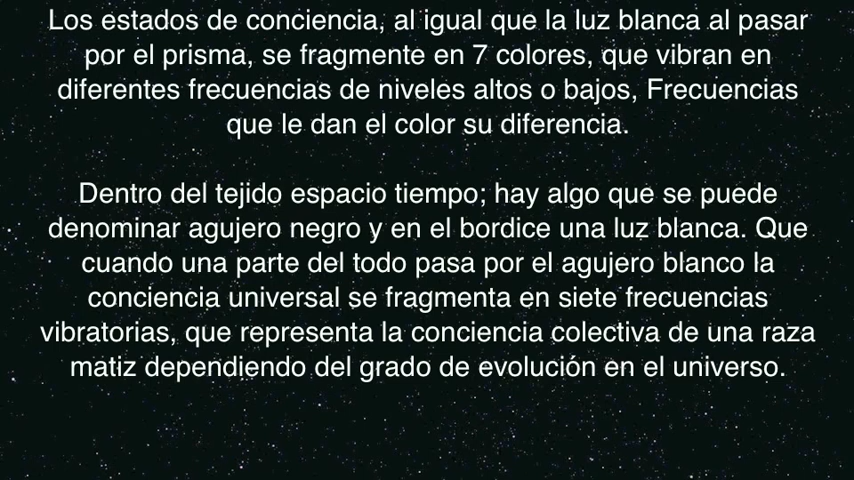 Los estados de conciencia, al igual que la luz blanca al pasar
por el prisma, se fragmente en 7 colores, que vibran en
diferentes frecuencias de niveles altos o bajos, Frecuencias
que le dan el color su diferencia.
Dentro del tejido espacio tiempo; hay algo que se puede
denominar agujero negro y en el bordice una luz blanca. Que
cuando una parte del todo pasa por el agujero blanco la
conciencia universal se fragmenta en siete frecuencias
vibratorias, que representa la conciencia colectiva de una raza
matiz dependiendo del grado de evolución en el universo.